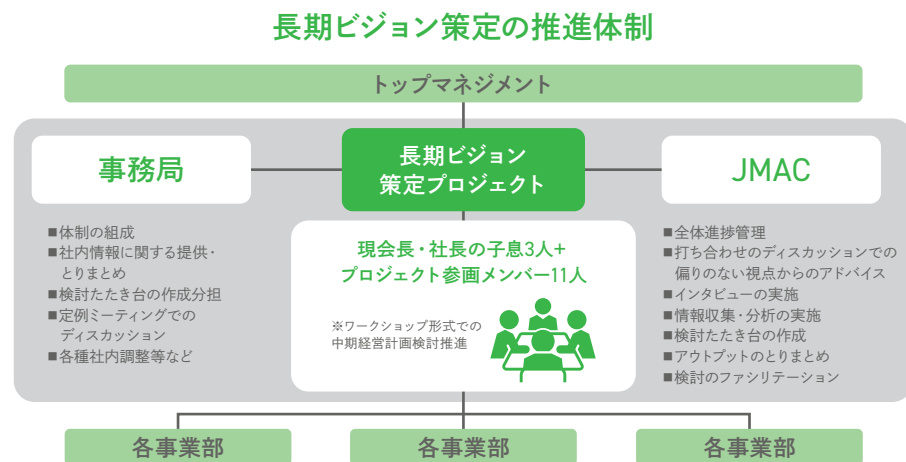 長期ビジョン策定の推進体制
トップマネジメント
事務局
■体制の組成
■社内情報に関する提供・
とりまとめ
■検討たたき台の作成分担
■定例ミーティングでの
ディスカッション
■各種社内調整等など
長期ビジョン
策定プロジェクト
現会長・社長の子息3人+
プロジェクト参画メンバー11人
※ワークショップ形式での
中期経営計画検討推進
JMAC
■全体進捗管理
■打ち合わせのディスカッションでの
偏りのない視点からのアドバイス
■インタビューの実施
■情報収集・分析の実施
■検討たたき台の作成
■アウトプットのとりまとめ
■検討のファシリテーション
各事業部
各事業部
各事業部